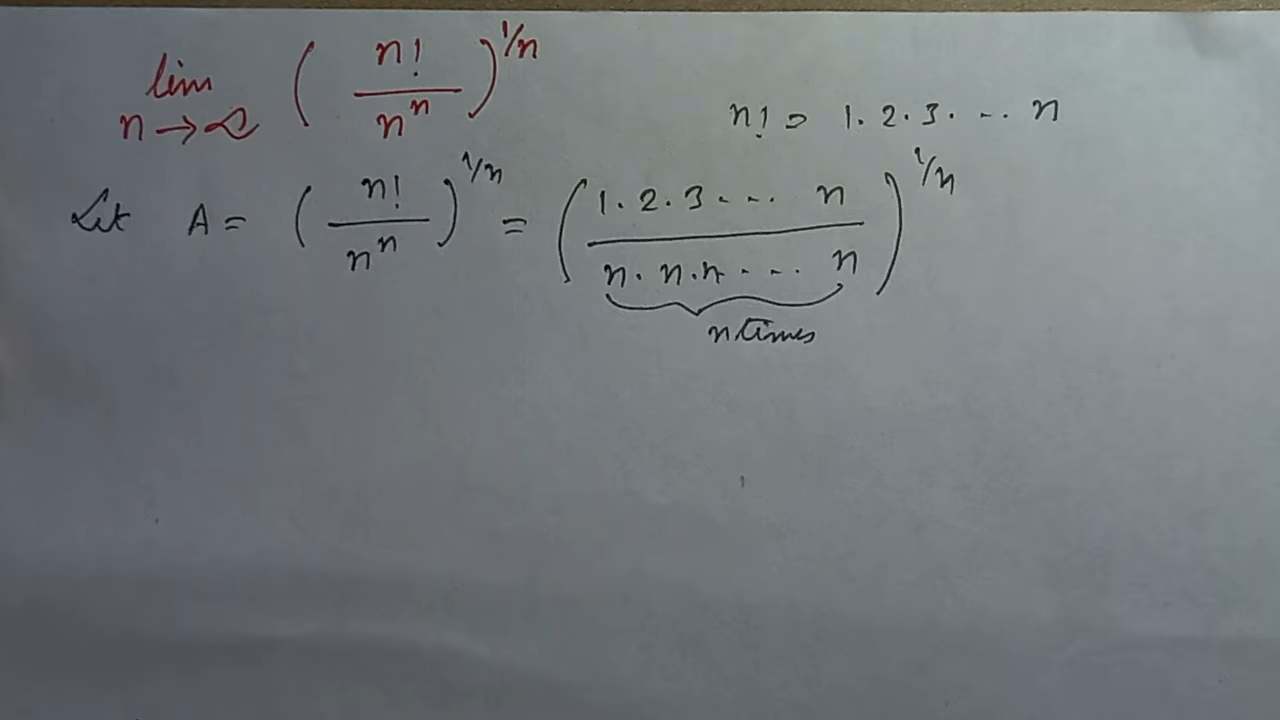 lim n→∞ ( n! / n^n )^1/n
n! = 1. 2. 3. ... n
Let A = ( n! / n^n )^1/n = ( 1. 2. 3. ... n / n. n. n. ... n )^1/n
n times